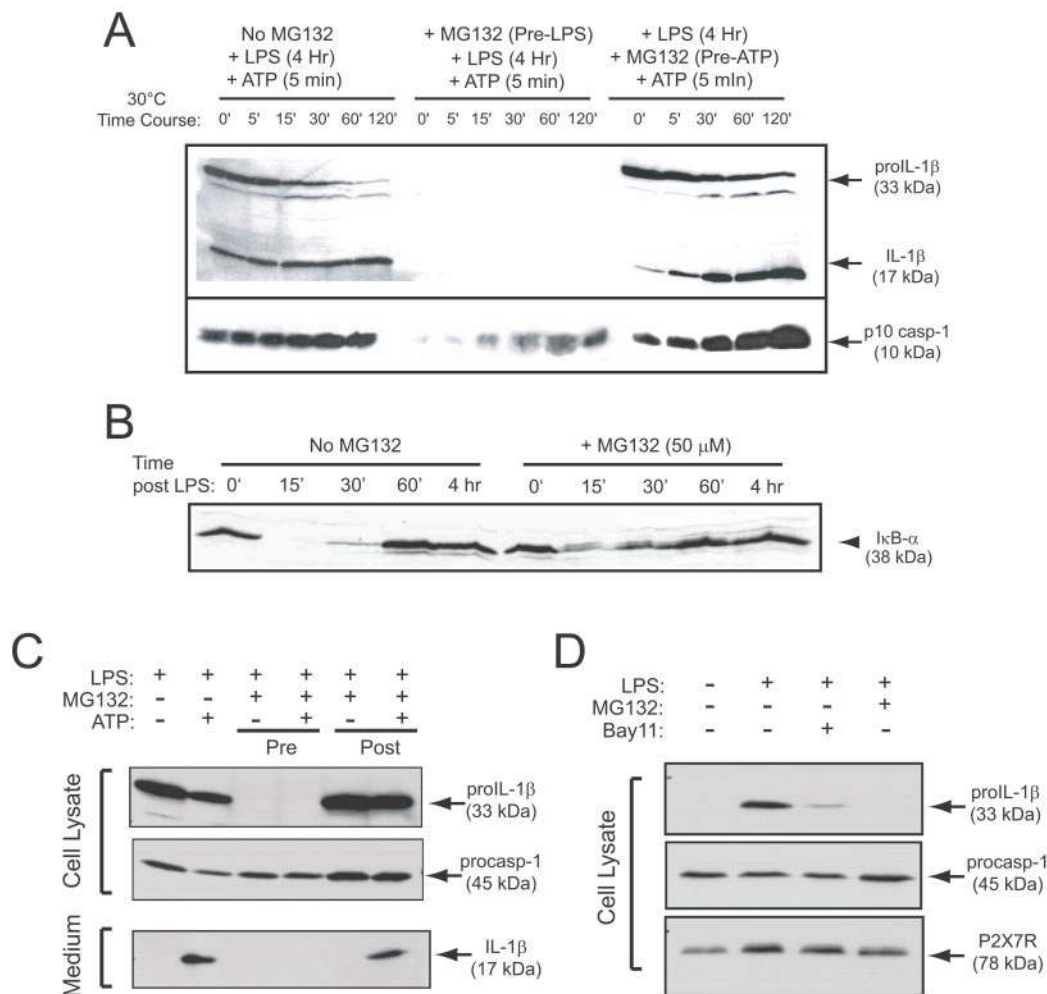 A
No MG132
+ LPS (4 Hr)
+ ATP (5 min)
+ MG132 (Pre-LPS)
+ LPS (4 Hr)
+ ATP (5 min)
+ LPS (4 Hr)
+ MG132 (Pre-ATP)
+ ATP (5 mln)
30°C
Time Course: 0' 5' 15' 30' 60' 120' 0' 5' 15' 30' 60' 120' 0' 5' 30' 60' 120'
proIL-1β
(33 kDa)
IL-1β
(17 kDa)
p10 casp-1
(10 kDa)
B
No MG132 + MG132 (50 μM)
Time
post LPS: 0' 15' 30' 60' 4 hr 0' 15' 30' 60' 4 hr
IκB-α
(38 kDa)
C
LPS: + + + + + +
MG132: - - + + + +
ATP: - + - + - +
Pre Post
Cell Lysate
proIL-1β
(33 kDa)
procasp-1
(45 kDa)
Medium
IL-1β
(17 kDa)
D
LPS: - + + +
MG132: - - - +
Bay11: - - + -
Cell Lysate
proIL-1β
(33 kDa)
procasp-1
(45 kDa)
P2X7R
(78 kDa)